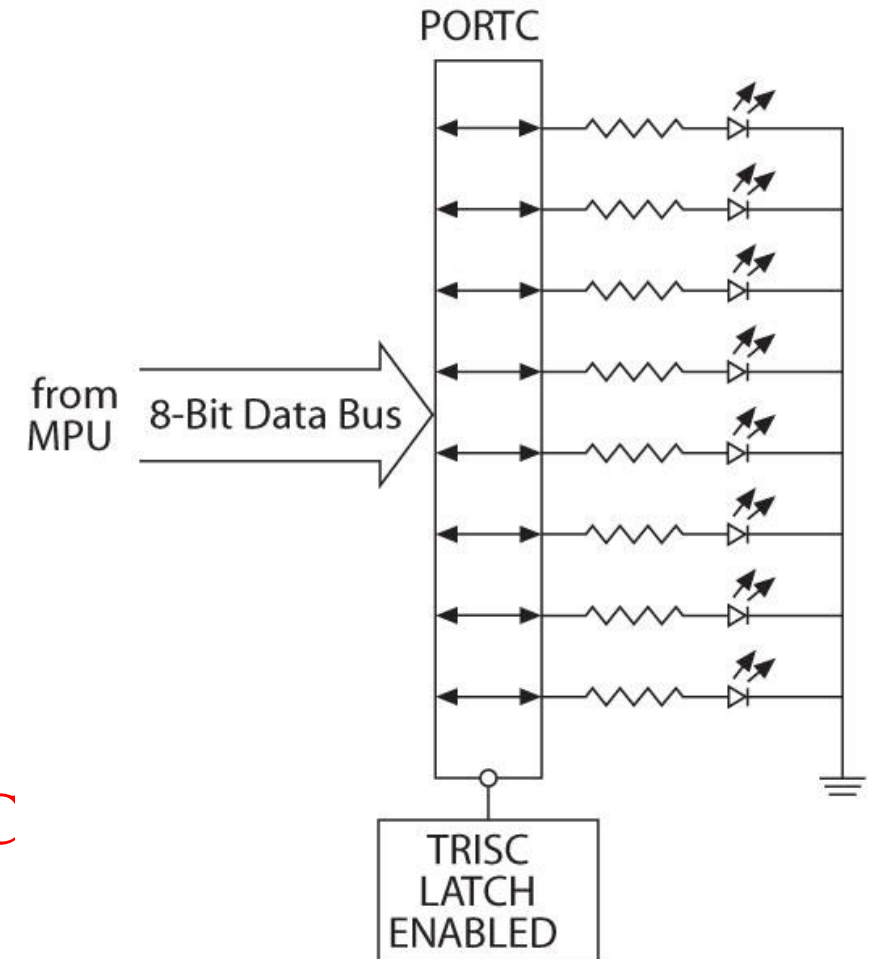 PORTC
from
MPU
8-Bit Data Bus
C
TRISC
LATCH
ENABLED